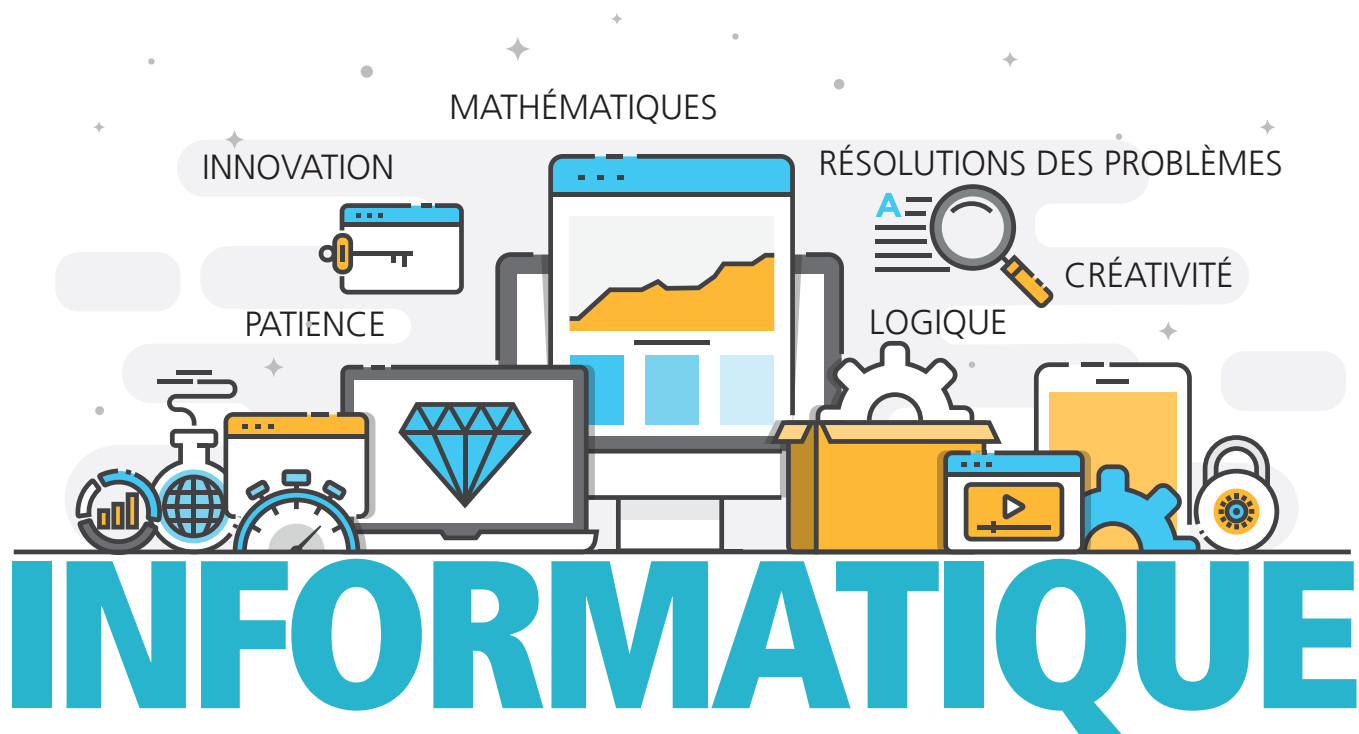 MATHÉMATIQUES
INNOVATION
RÉSOLUTIONS DES PROBLÈMES
A
CRÉATIVITÉ
PATIENCE
LOGIQUE
INFORMATIQUE